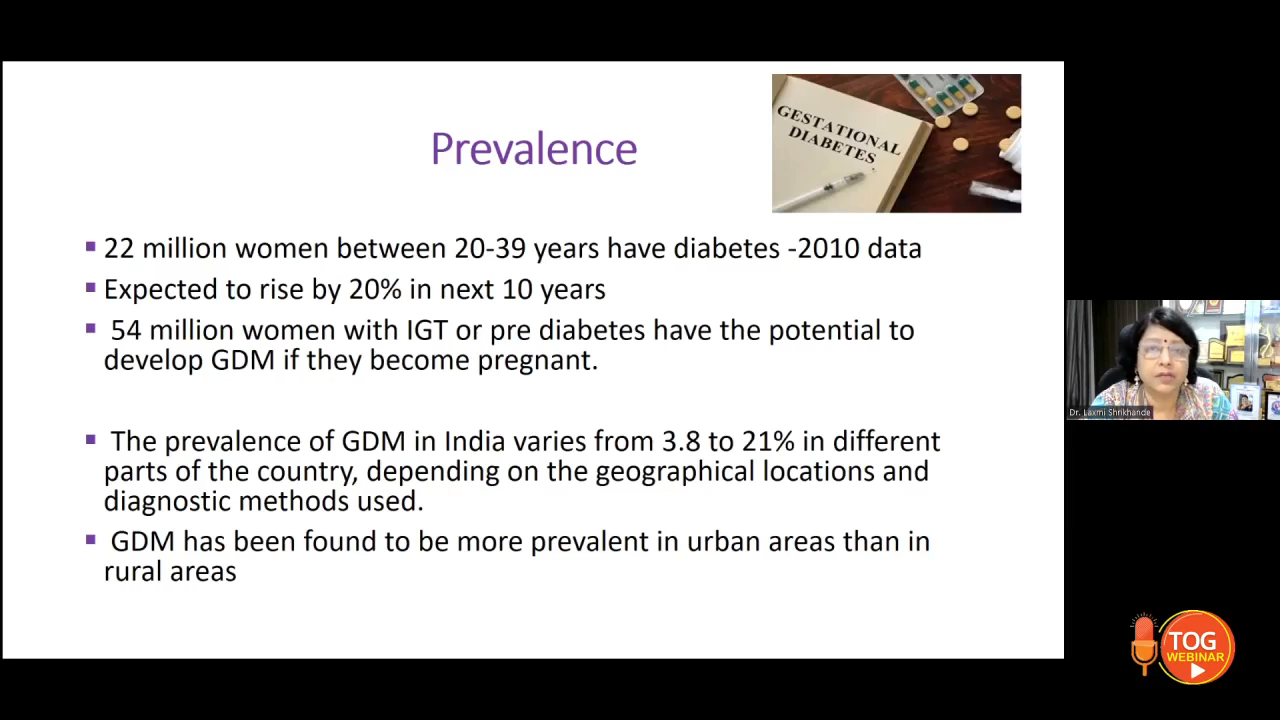 Prevalence
GESTATIONAL
DIABETES
▪ 22 million women between 20-39 years have diabetes -2010 data
▪ Expected to rise by 20% in next 10 years
▪ 54 million women with IGT or pre diabetes have the potential to
develop GDM if they become pregnant.
▪ The prevalence of GDM in India varies from 3.8 to 21% in different
parts of the country, depending on the geographical locations and
diagnostic methods used.
▪ GDM has been found to be more prevalent in urban areas than in
rural areas
Dr. Laxmi Shrikhande
TOG
WEBINAR